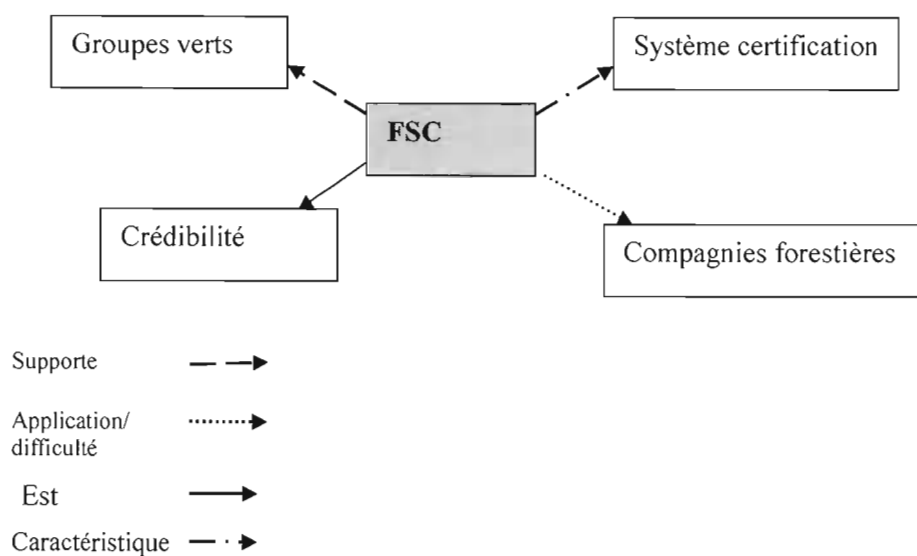 Groupes verts
Système certification
FSC
Crédibilité
Compagnies forestières
Supporte
Application/
difficulté
Est
Caractéristique